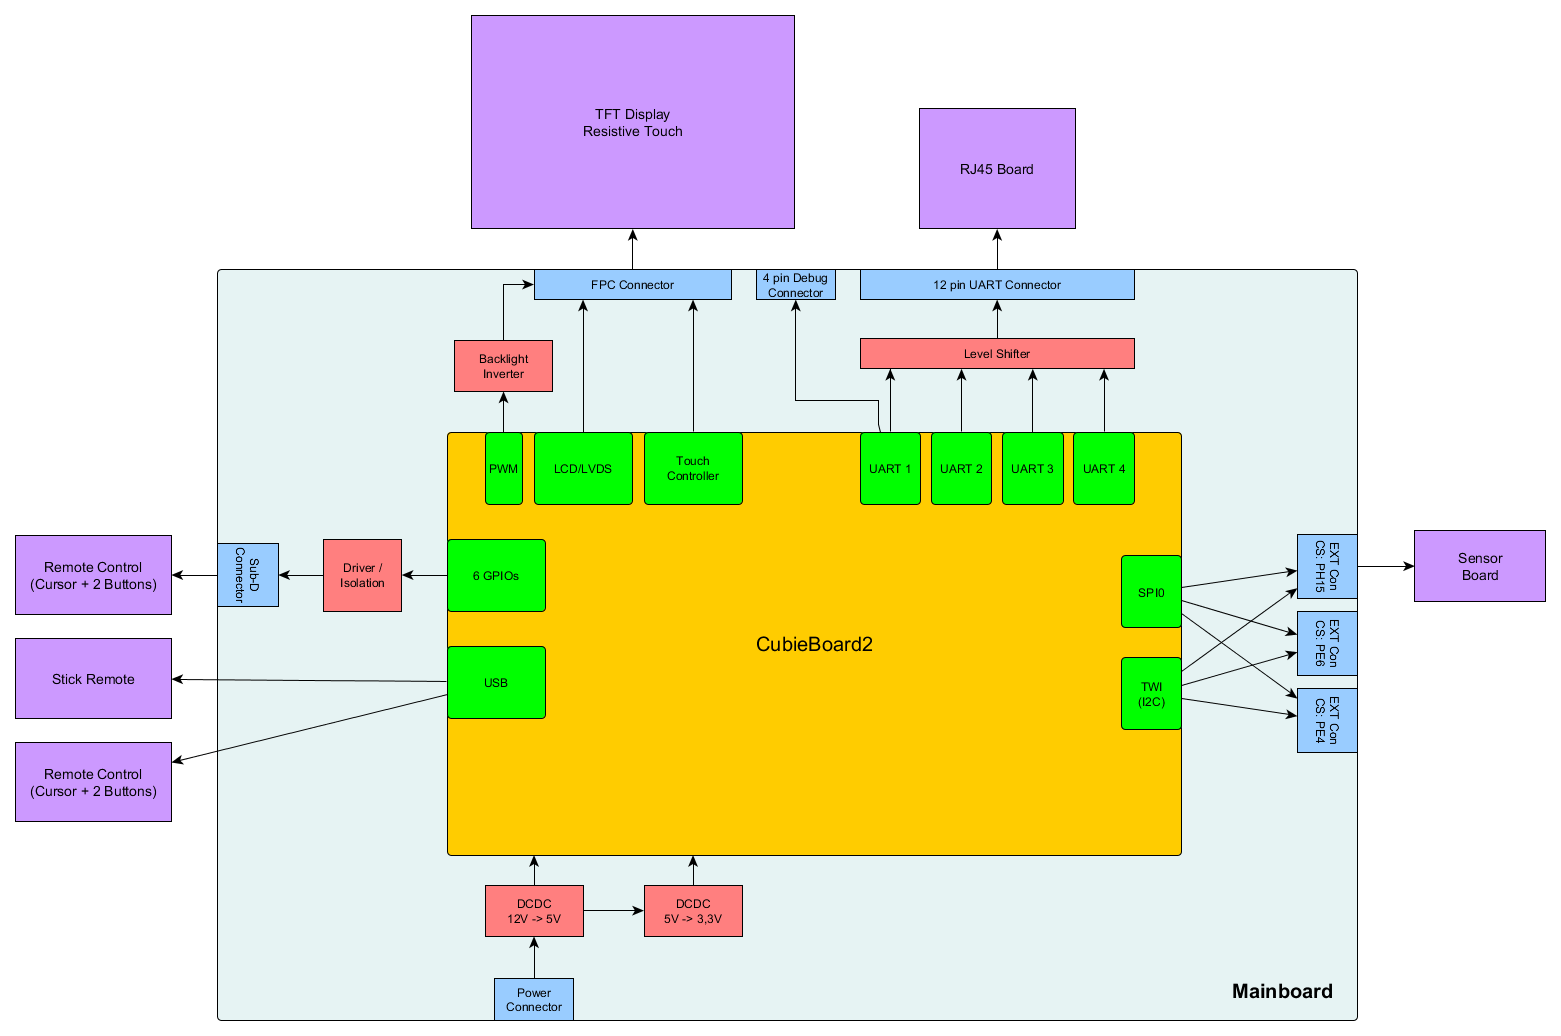 TFT Display
Resistive Touch
RJ45 Board
FPC Connector
4 pin Debug
Connector
12 pin UART Connector
Backlight
Inverter
Level Shifter
PWM
LCD/LVDS
Touch
Controller
UART 1
UART 2
UART 3
UART 4
Remote Control
(Cursor + 2 Buttons)
Sub-D
Connector
Driver /
Isolation
6 GPIOs
SPI0
EXT Con
CS: PH15
Sensor
Board
CubieBoard2
EXT Con
CS: PE6
Stick Remote
USB
TWI
(I2C)
EXT Con
CS: PE4
Remote Control
(Cursor + 2 Buttons)
DCDC
12V -> 5V
DCDC
5V -> 3,3V
Power
Connector
Mainboard